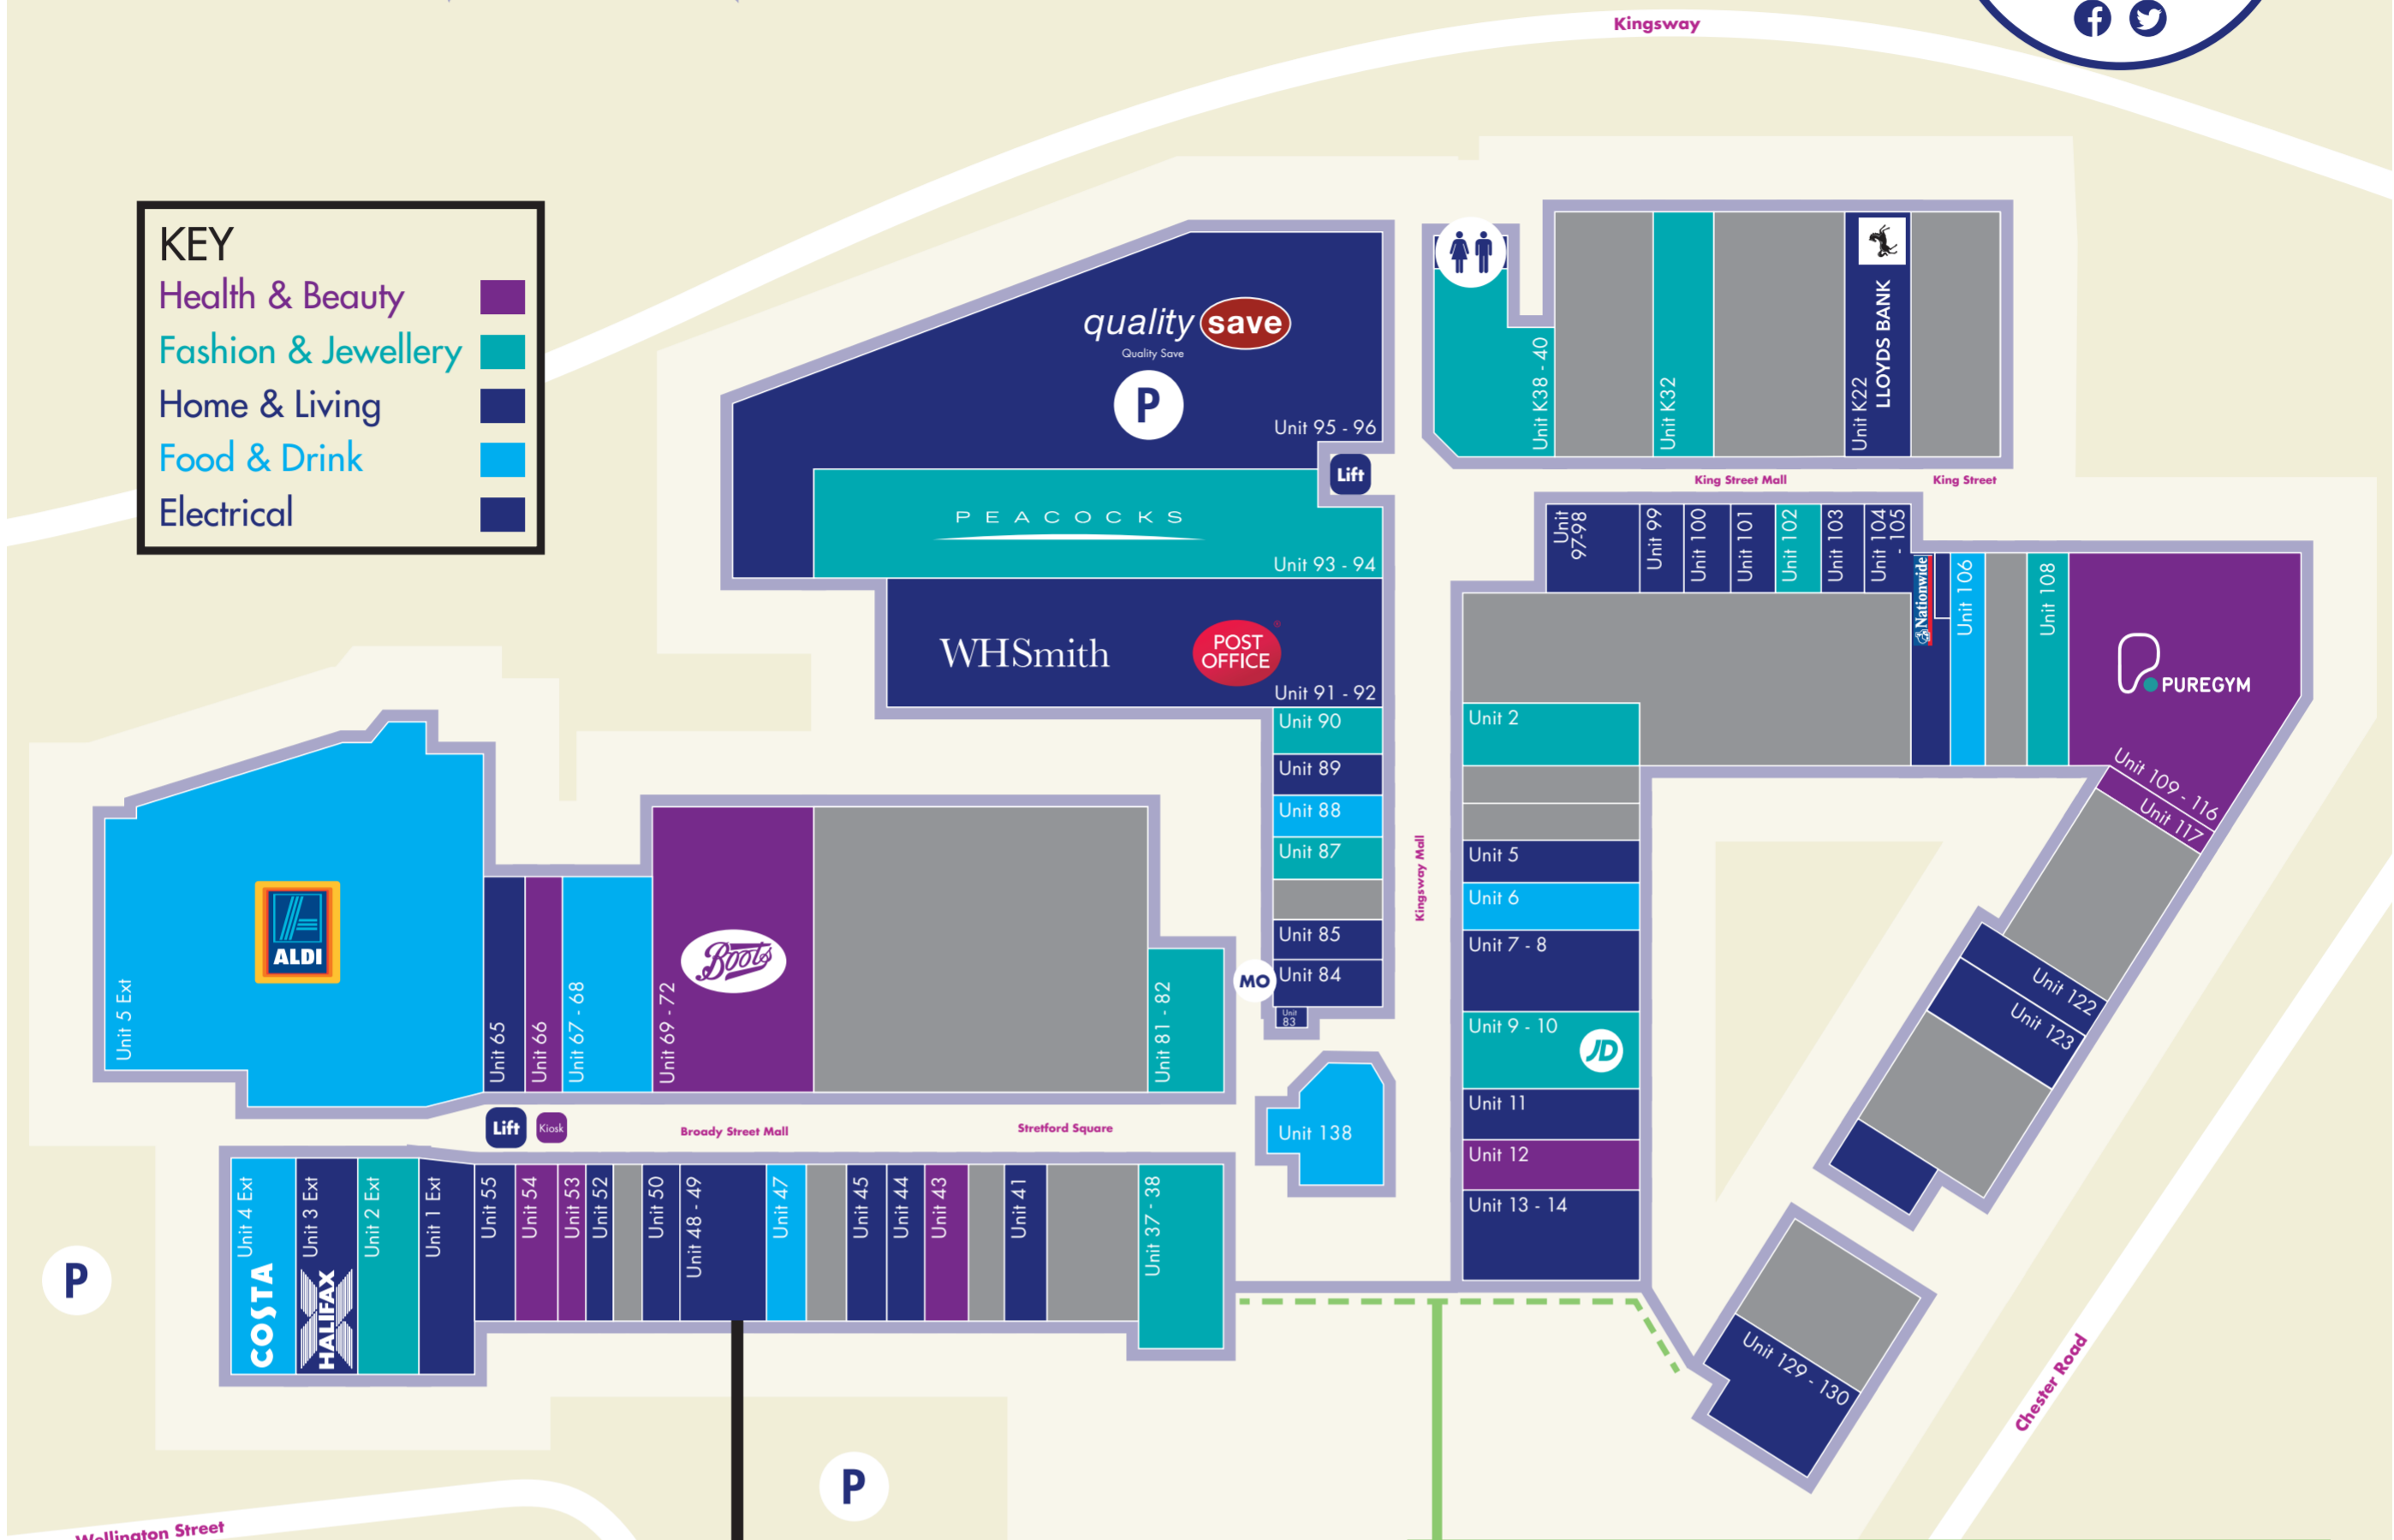 Kingsway
KEY
Health & Beauty
Fashion & Jewellery
Home & Living
Food & Drink
Electrical
quality save
Quality Save
P
Unit 95 - 96
Lift
PEACOCKS
Unit 93 - 94
WHSmith
POST
OFFICE
Unit 91 - 92
Unit K38 - 40
Unit K32
Unit K22
LLOYDS BANK
King Street Mall
King Street
Unit
97-98
Unit 99
Unit 100
Unit 101
Unit 102
Unit 103
Unit 104
- 105
Nationwide
Unit 106
Unit 108
PUREGYM
Unit 109 - 116
Unit 117
Unit 122
Unit 123
Unit 129 - 130
Chester Road
Unit 90
Unit 89
Unit 88
Unit 87
Unit 85
Unit 84
MO
Unit
83
Unit 138
Kingsway Mall
Unit 2
Unit 5
Unit 6
Unit 7 - 8
Unit 9 - 10
JD
Unit 11
Unit 12
Unit 13 - 14
ALDI
Unit 5 Ext
Unit 65
Unit 66
Unit 67 - 68
Unit 69 - 72
Boots
Unit 81 - 82
Lift
Kiosk
Broady Street Mall
Stretford Square
Unit 4 Ext
COSTA
Unit 3 Ext
HALIFAX
Unit 2 Ext
Unit 1 Ext
Unit 55
Unit 54
Unit 53
Unit 52
Unit 50
Unit 48 - 49
Unit 47
Unit 45
Unit 44
Unit 43
Unit 41
Unit 37 - 38
P
P
Wellington Street